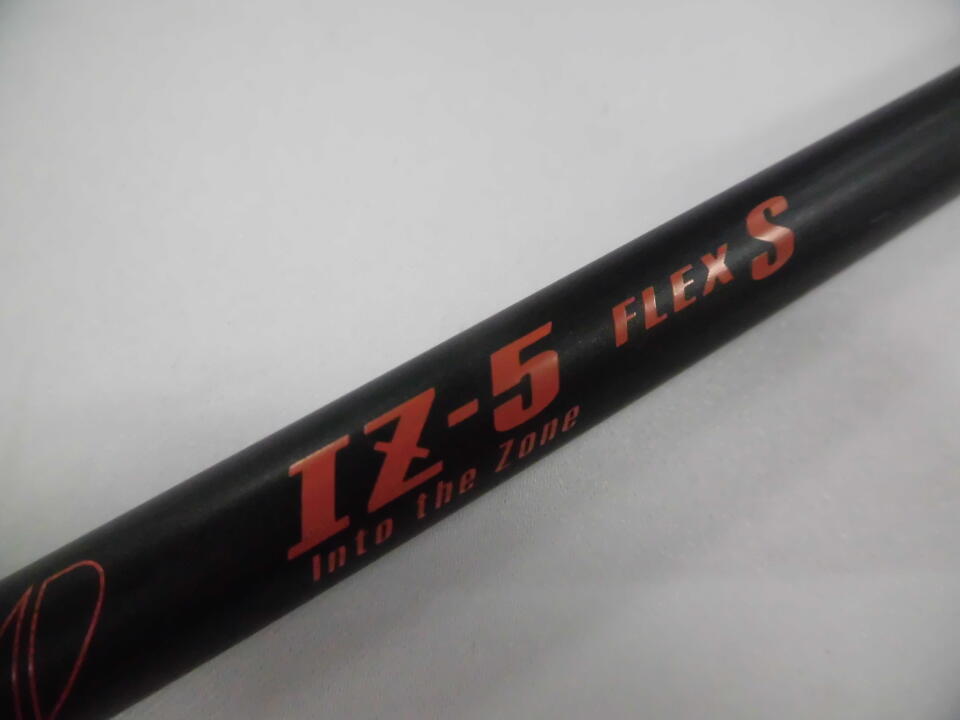 IZ-5 FLEX S
Into the Zone